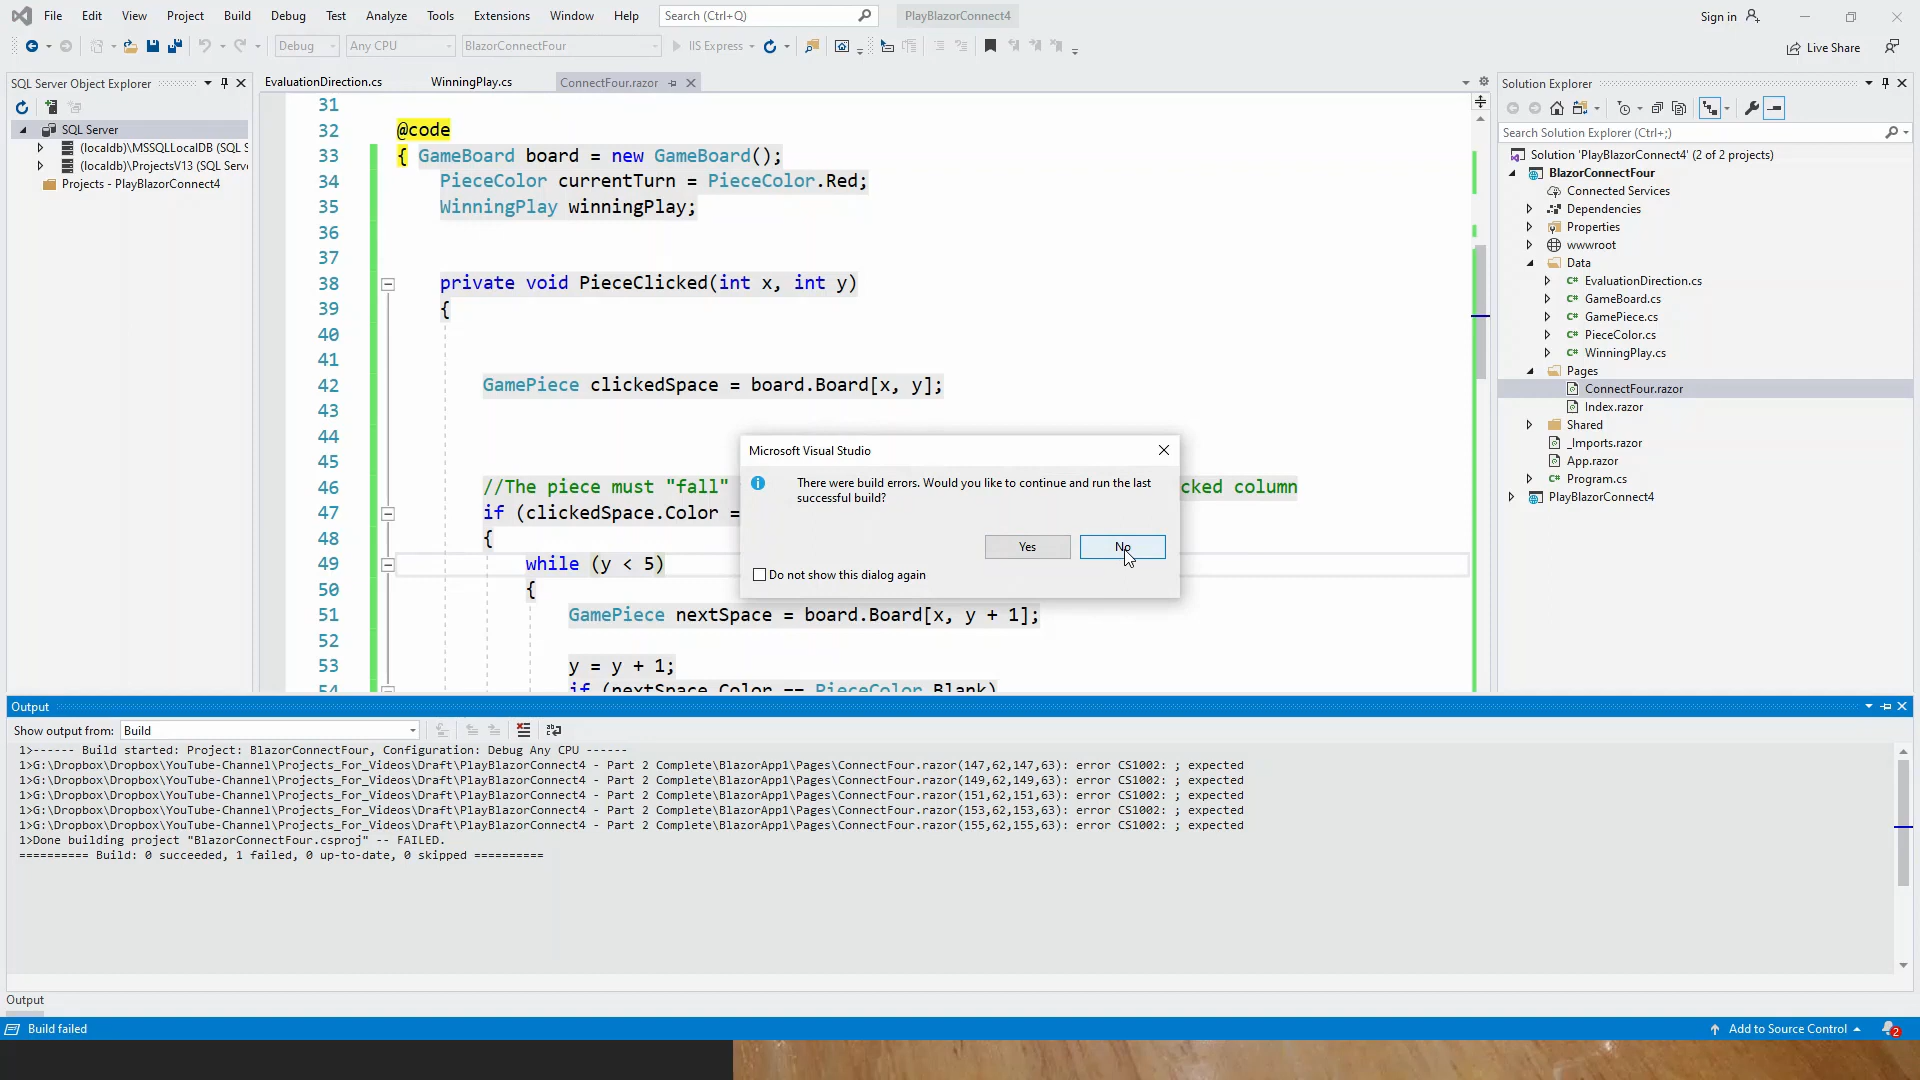 File Edit View Project Build Debug Test Analyze Tools Extensions Window Help Search (Ctrl+Q) PlayBlazorConnect4 Sign in
Debug Any CPU BlazorConnectFour IIS Express Live Share
SQL Server Object Explorer
SQL Server
(localdb)\MSSQLLocalDB (SQL S
(localdb)\ProjectsV13 (SQL Serve
Projects - PlayBlazorConnect4
EvaluationDirection.cs WinningPlay.cs ConnectFour.razor
31
32 @code
33 { GameBoard board = new GameBoard();
34 PieceColor currentTurn = PieceColor.Red;
35 WinningPlay winningPlay;
36
37
38 private void PieceClicked(int x, int y)
39 {
40
41
42 GamePiece clickedSpace = board.Board[x, y];
43
44
45
46 //The piece must "fall" cked column
47 if (clickedSpace.Color =
48 {
49 while (y < 5)
50 {
51 GamePiece nextSpace = board.Board[x, y + 1];
52
53 y = y + 1;
54 if (nextSpace.Color == PieceColor.Blank)
Microsoft Visual Studio
There were build errors. Would you like to continue and run the last
successful build?
Yes No
Do not show this dialog again
Solution Explorer
Search Solution Explorer (Ctrl+;)
Solution 'PlayBlazorConnect4' (2 of 2 projects)
BlazorConnectFour
Connected Services
Dependencies
Properties
wwwroot
Data
C# EvaluationDirection.cs
C# GameBoard.cs
C# GamePiece.cs
C# PieceColor.cs
C# WinningPlay.cs
Pages
ConnectFour.razor
Index.razor
Shared
_Imports.razor
App.razor
C# Program.cs
PlayBlazorConnect4
Output
Show output from: Build
1>------ Build started: Project: BlazorConnectFour, Configuration: Debug Any CPU ------
1>G:\Dropbox\Dropbox\YouTube-Channel\Projects_For_Videos\Draft\PlayBlazorConnect4 - Part 2 Complete\BlazorApp1\Pages\ConnectFour.razor(147,62,147,63): error CS1002: ; expected
1>G:\Dropbox\Dropbox\YouTube-Channel\Projects_For_Videos\Draft\PlayBlazorConnect4 - Part 2 Complete\BlazorApp1\Pages\ConnectFour.razor(149,62,149,63): error CS1002: ; expected
1>G:\Dropbox\Dropbox\YouTube-Channel\Projects_For_Videos\Draft\PlayBlazorConnect4 - Part 2 Complete\BlazorApp1\Pages\ConnectFour.razor(151,62,151,63): error CS1002: ; expected
1>G:\Dropbox\Dropbox\YouTube-Channel\Projects_For_Videos\Draft\PlayBlazorConnect4 - Part 2 Complete\BlazorApp1\Pages\ConnectFour.razor(153,62,153,63): error CS1002: ; expected
1>G:\Dropbox\Dropbox\YouTube-Channel\Projects_For_Videos\Draft\PlayBlazorConnect4 - Part 2 Complete\BlazorApp1\Pages\ConnectFour.razor(155,62,155,63): error CS1002: ; expected
1>Done building project "BlazorConnectFour.csproj" -- FAILED.
========== Build: 0 succeeded, 1 failed, 0 up-to-date, 0 skipped ==========
Output
Build failed Add to Source Control 2